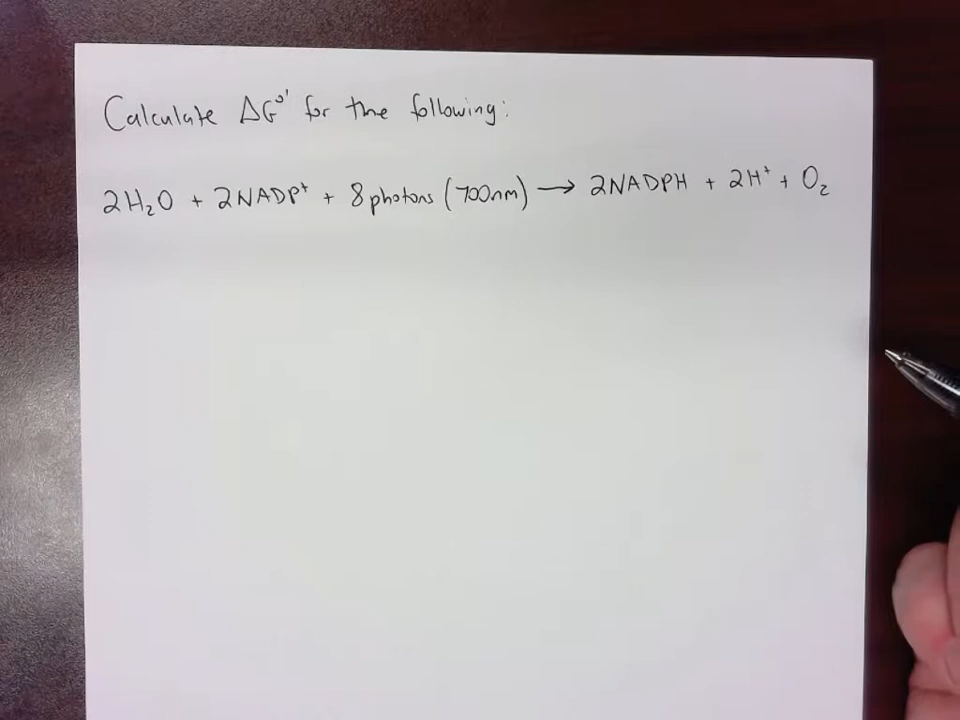 Calculate ΔG°' for the following:
2H₂O + 2NADP⁺ + 8 photons (700nm) → 2NADPH + 2H⁺ + O₂